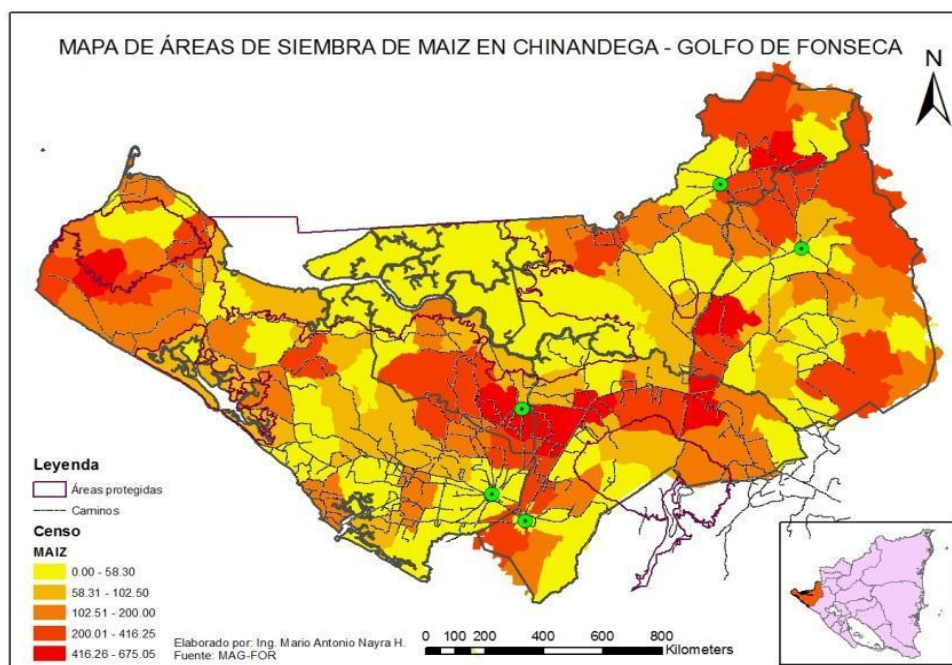 MAPA DE ÁREAS DE SIEMBRA DE MAIZ EN CHINANDEGA - GOLFO DE FONSECA
N
Leyenda
Áreas protegidas
Caminos
Censo
MAIZ
0.00 - 58.30
58.31 - 102.50
102.51 - 200.00
200.01 - 416.25
416.26 - 675.05
Elaborado por: Ing. Mario Antonio Nayra H.
Fuente: MAG-FOR
0 100 200 400 600 800
Kilometers